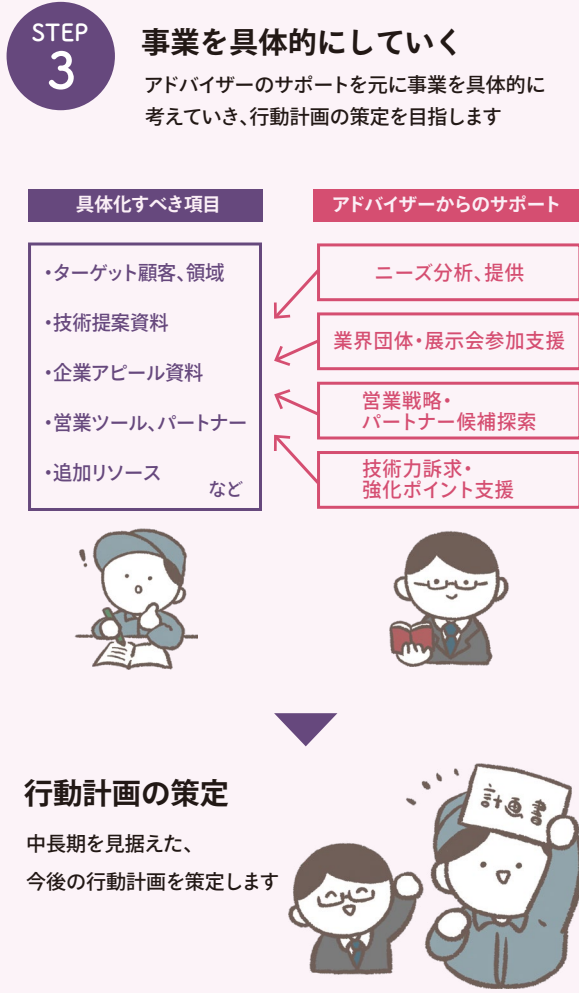 STEP
3
事業を具体的にしていく
アドバイザーのサポートを元に事業を具体的に
考えていき、行動計画の策定を目指します
具体化すべき項目
・ターゲット顧客、領域
・技術提案資料
・企業アピール資料
・営業ツール、パートナー
・追加リソース
など
アドバイザーからのサポート
ニーズ分析、提供
業界団体・展示会参加支援
営業戦略・
パートナー候補探索
技術力訴求・
強化ポイント支援
!
行動計画の策定
中長期を見据えた、
今後の行動計画を策定します
計画書